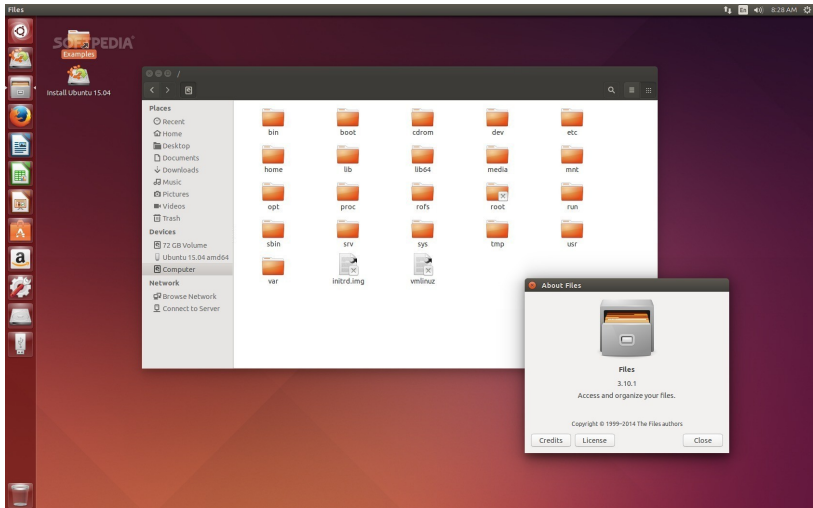 Files
En
8:28 AM
SOFTPEDIA
Examples
Install Ubuntu 15.04
/
Places
Recent
Home
Desktop
Documents
Downloads
Music
Pictures
Videos
Trash
Devices
72 GB Volume
Ubuntu 15.04 amd64
Computer
Network
Browse Network
Connect to Server
bin boot cdrom dev etc
home lib lib64 media mnt
opt proc rofs root run
sbin srv sys tmp usr
var initrd.img vmlinuz
About Files
Files
3.10.1
Access and organize your files.
Copyright © 1999–2014 The Files authors
Credits License Close